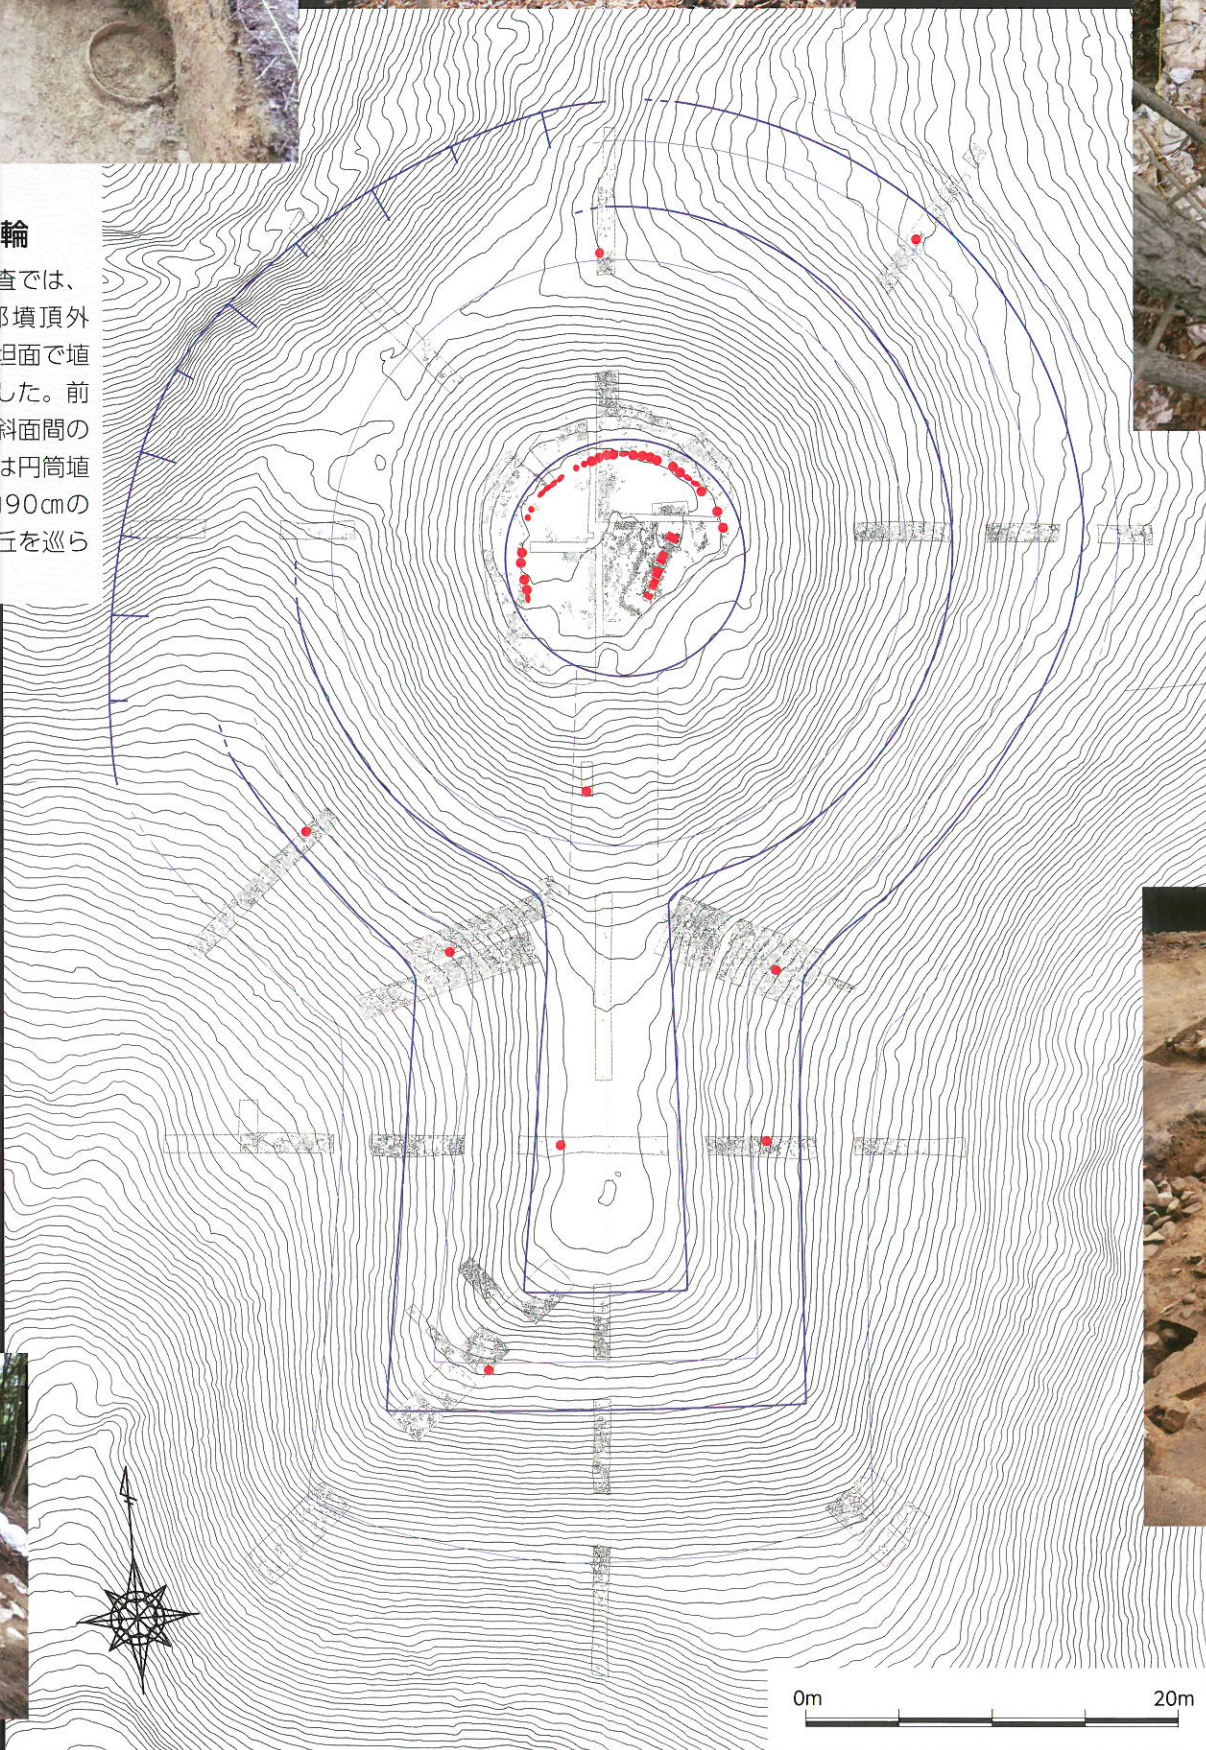 輪
査では、
部墳頂外
坦面で埴
した。前
斜面間の
は円筒埴
190㎝の
丘を巡ら
0m
20m